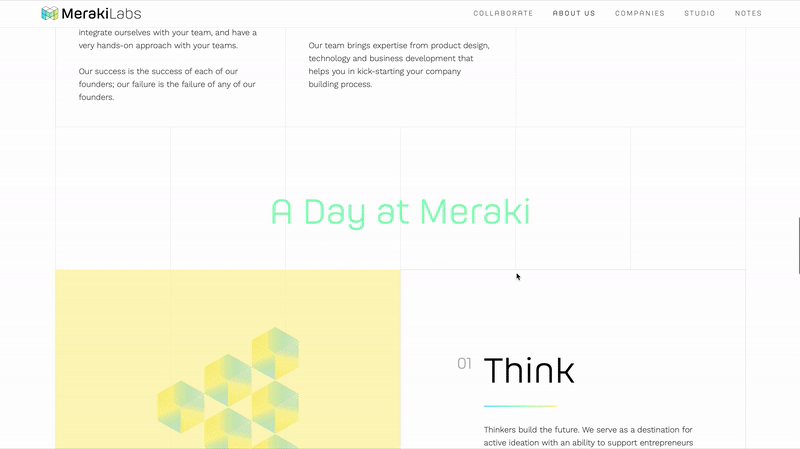 MerakiLabs
COLLABORATE ABOUT US COMPANIES STUDIO NOTES
integrate ourselves with your team, and have a
very hands-on approach with your teams.
Our success is the success of each of our
founders; our failure is the failure of any of our
founders.
Our team brings expertise from product design,
technology and business development that
helps you in kick-starting your company
building process.
A Day at Meraki
01
Think
Thinkers build the future. We serve as a destination for
active ideation with an ability to support entrepreneurs